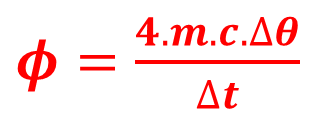 ϕ = 4.m.c.Δθ / Δt